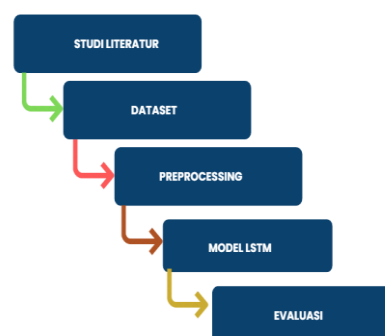 STUDI LITERATUR
DATASET
PREPROCESSING
MODEL LSTM
EVALUASI